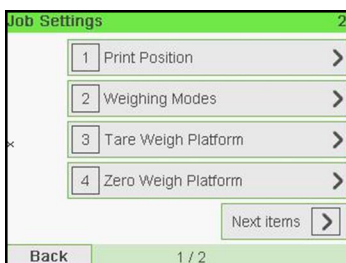 Job Settings 2
1 Print Position
2 Weighing Modes
3 Tare Weigh Platform
4 Zero Weigh Platform
Next items
Back 1 / 2